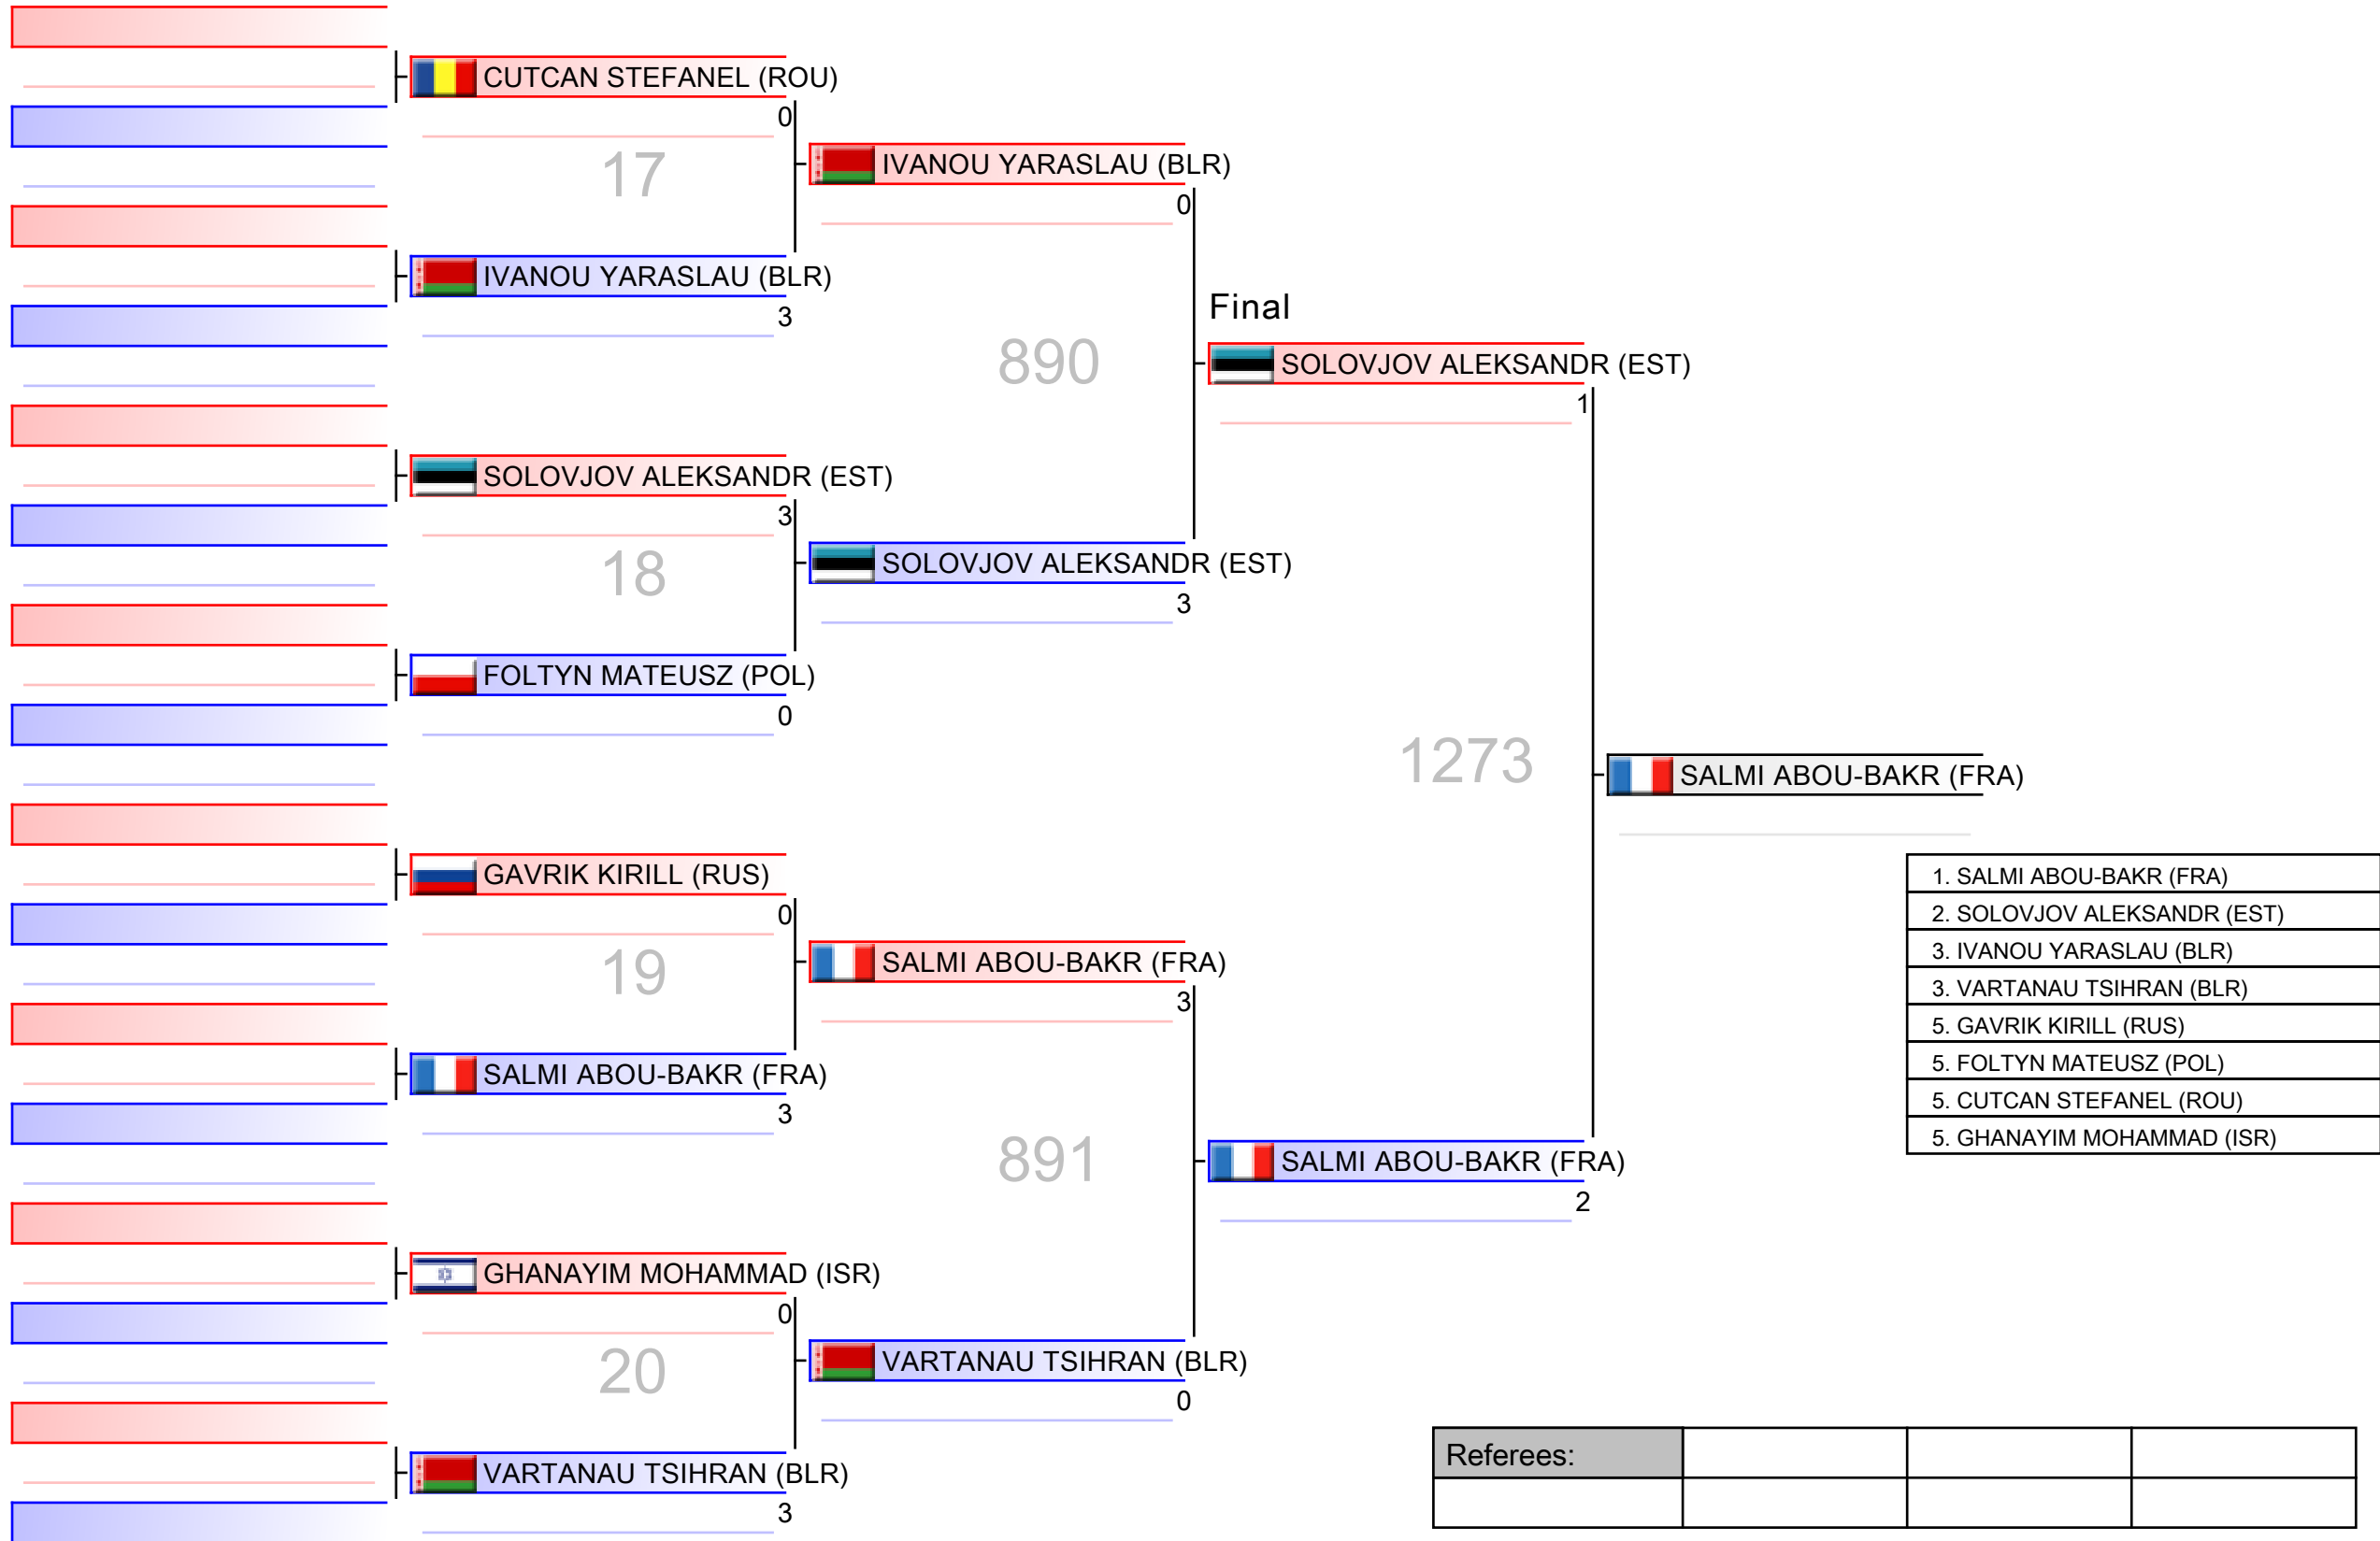 CUTCAN STEFANEL (ROU)
0
17
IVANOU YARASLAU (BLR)
3
SOLOVJOV ALEKSANDR (EST)
3
18
FOLTYN MATEUSZ (POL)
0
GAVRIK KIRILL (RUS)
0
19
SALMI ABOU-BAKR (FRA)
3
GHANAYIM MOHAMMAD (ISR)
0
20
VARTANAU TSIHRAN (BLR)
3
IVANOU YARASLAU (BLR)
0
890
SOLOVJOV ALEKSANDR (EST)
3
SALMI ABOU-BAKR (FRA)
3
891
VARTANAU TSIHRAN (BLR)
0
Final
SOLOVJOV ALEKSANDR (EST)
1
1273
SALMI ABOU-BAKR (FRA)
2
SALMI ABOU-BAKR (FRA)
1. SALMI ABOU-BAKR (FRA)
2. SOLOVJOV ALEKSANDR (EST)
3. IVANOU YARASLAU (BLR)
3. VARTANAU TSIHRAN (BLR)
5. GAVRIK KIRILL (RUS)
5. FOLTYN MATEUSZ (POL)
5. CUTCAN STEFANEL (ROU)
5. GHANAYIM MOHAMMAD (ISR)
Referees: